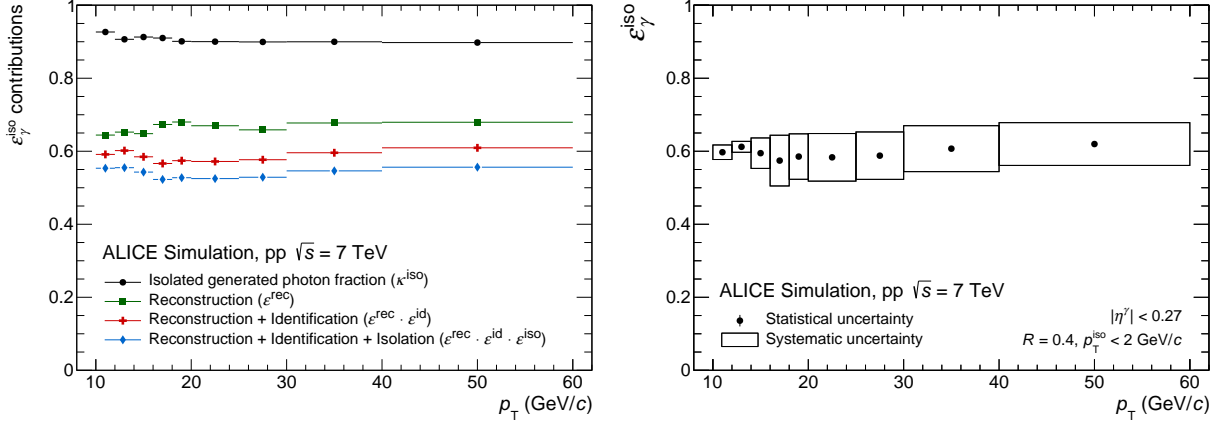 ε_γ^iso contributions
1
0.8
0.6
0.4
0.2
0
ALICE Simulation, pp √s = 7 TeV
Isolated generated photon fraction (κ^iso)
Reconstruction (ε^rec)
Reconstruction + Identification (ε^rec · ε^id)
Reconstruction + Identification + Isolation (ε^rec · ε^id · ε^iso)
10 20 30 40 50 60
p_T (GeV/c)
ε_γ^iso
1
0.8
0.6
0.4
0.2
0
ALICE Simulation, pp √s = 7 TeV
Statistical uncertainty
Systematic uncertainty
|η^γ| < 0.27
R = 0.4, p_T^iso < 2 GeV/c
10 20 30 40 50 60
p_T (GeV/c)